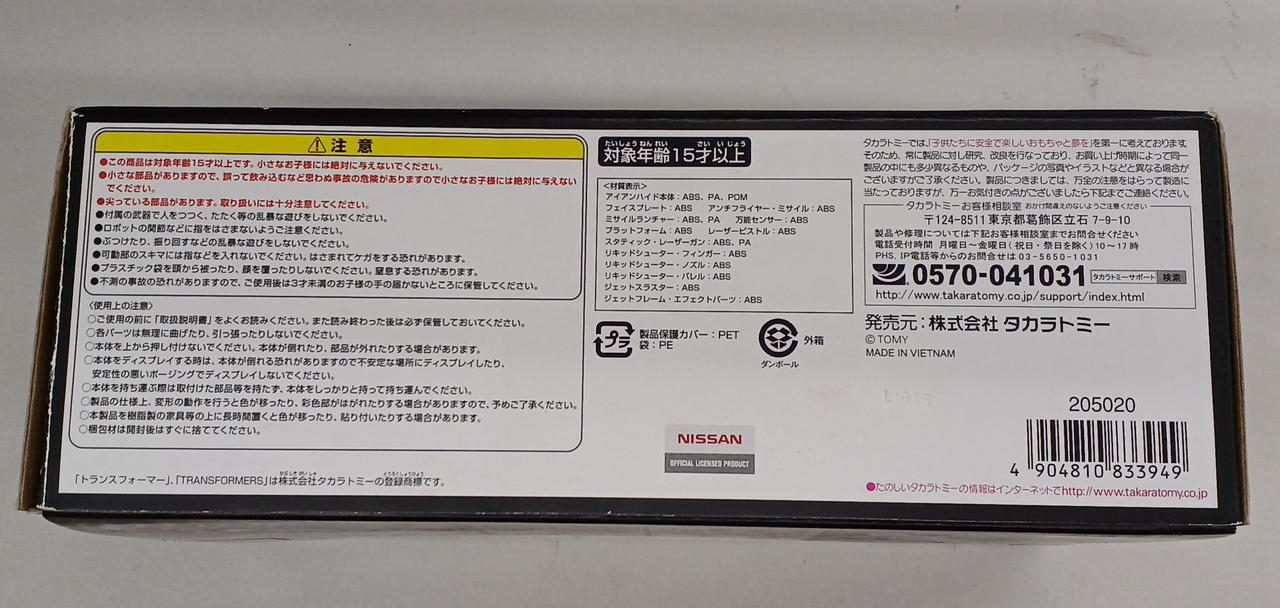 ⚠注意
●この商品は対象年齢15才以上です。小さなお子様には絶対に与えないでください。
●小さな部品がありますので、誤って飲み込むなど思わぬ事故の危険がありますので小さなお子様には絶対に与えない
でください。
●尖っている部品があります。取り扱いには十分注意してください。
●付属の武器で人をつつく、たたく等の乱暴な遊びをしないでください。
●ロボットの関節などに指をはさまないようご注意ください。
●ぶつけたり、振り回すなどの乱暴な遊びをしないでください。
●可動部のスキマには指などを入れないでください。はさまれてケガをする恐れがあります。
●プラスチック袋を頭から被ったり、顔を覆ったりしないでください。窒息する恐れがあります。
●不測の事故の恐れがありますので、ご使用後は3才未満のお子様の手の届かないところに保管してください。
〈使用上の注意〉
○ご使用の前に「取扱説明書」をよくお読みください。また読み終わった後は必ず保管しておいてください。
○各パーツは無理に曲げたり、引っ張ったりしないでください。
○本体を上から押し付けないでください。本体が倒れたり、部品が外れたりする場合があります。
○本体をディスプレイする時は、本体が倒れる恐れがありますので不安定な場所にディスプレイしたり、
安定性の悪いポージングでディスプレイしないでください。
○本体を持ち運ぶ際は取付けた部品等を持たず、本体をしっかりと持って持ち運んでください。
○製品の仕様上、変形の動作を行うと色が移ったり、彩色部がはがれたりする場合がありますので、予めご了承ください。
○本製品を樹脂製の家具等の上に長時間置くと色が移ったり、貼り付いたりする場合があります。
○梱包材は開封後はすぐに捨ててください。
かぶしきがいしゃ とうろくしょうひょう
「トランスフォーマー」、「TRANSFORMERS」は株式会社タカラトミーの登録商標です。
たいしょうねんれい さいいじょう
対象年齢15才以上
<材質表示>
アイアンハイド本体：ABS、PA、POM
フェイスプレート：ABS アンチフライヤー・ミサイル：ABS
ミサイルランチャー：ABS、PA 万能センサー：ABS
プラットフォーム：ABS レーザーピストル：ABS
スタティック・レーザーガン：ABS、PA
リキッドシューター・フィンガー：ABS
リキッドシューター・ノズル：ABS
リキッドシューター・バレル：ABS
ジェットスラスター：ABS
ジェットフレーム・エフェクトパーツ：ABS
プラ
製品保護カバー：PET
袋：PE
ダンボール
外箱
NISSAN
OFFICIAL LICENSED PRODUCT
タカラトミーでは、「子供たちに安全で楽しいおもちゃと夢を」を第一に考えております。
そのため、常に製品に対し研究、改良を行なっており、お買い上げ時期によって同一
製品の中にも多少異なるものや、パッケージの写真やイラストなどと異なる場合が
ございますがご了承ください。製品につきましては、万全の注意をはらって製造に
当たっておりますが、万一お気付きの点がございましたら下記までご連絡ください。
タカラトミーお客様相談室 おかけ間違えのないようご注意ください
〒124-8511 東京都葛飾区立石 7-9-10
製品や修理については下記お客様相談室までお問合せください
電話受付時間 月曜日～金曜日(祝日・祭日を除く)10～17時
PHS、IP電話等からのお問合せは 03-5650-1031
0570-041031 タカラトミーサポート 検索
http://www.takaratomy.co.jp/support/index.html
発売元：株式会社 タカラトミー
© TOMY
MADE IN VIETNAM
205020
4 904810 833949
●たのしいタカラトミーの情報はインターネットでhttp://www.takaratomy.co.jp